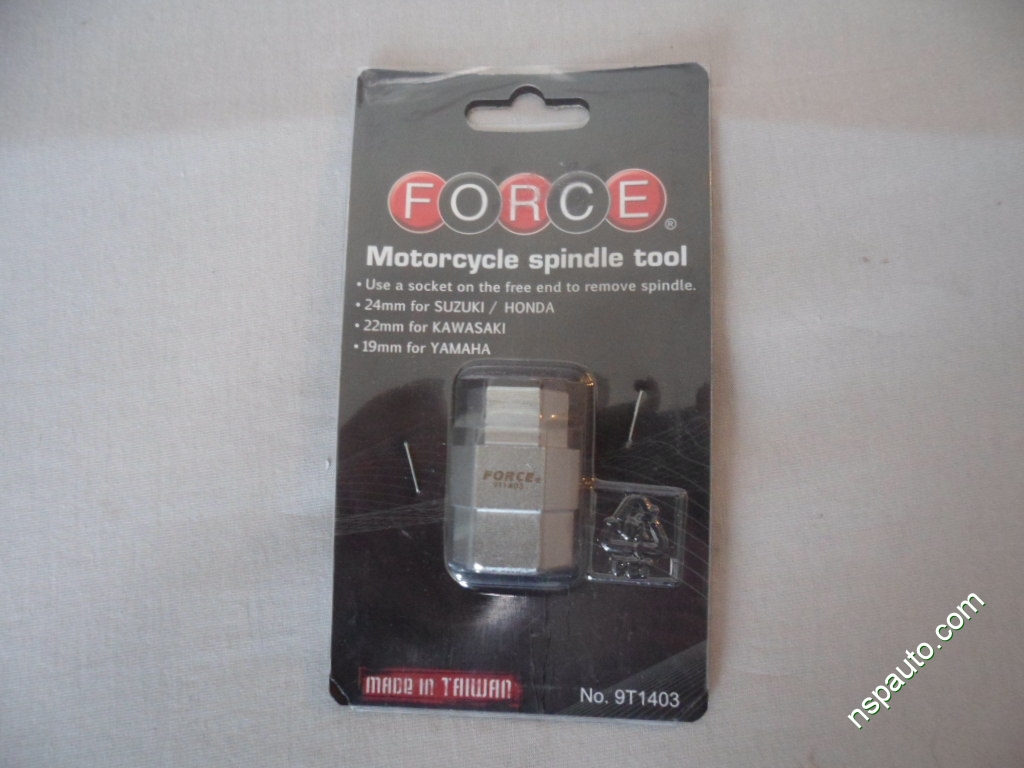 FORCE®
Motorcycle spindle tool
• Use a socket on the free end to remove spindle.
• 24mm for SUZUKI / HONDA
• 22mm for KAWASAKI
• 19mm for YAMAHA
FORCE®
9T1403
MADE IN TAIWAN
No. 9T1403
nspauto.com